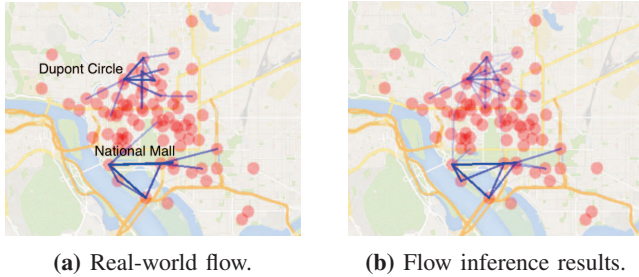 Dupont Circle
National Mall
(a) Real-world flow.
(b) Flow inference results.